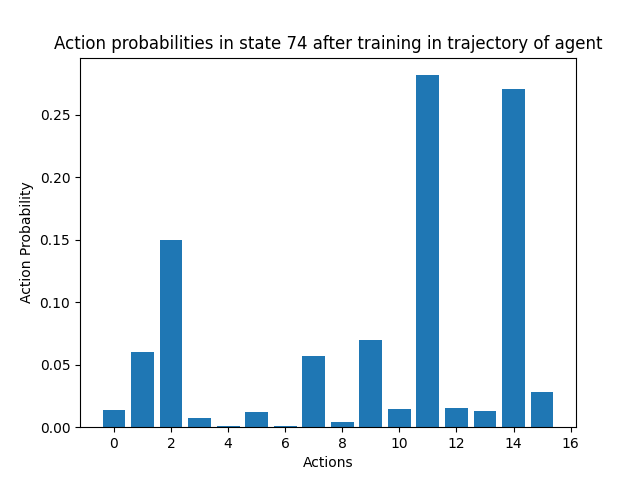 Action probabilities in state 74 after training in trajectory of agent
0.25
0.20
0.15
0.10
0.05
0.00
Action Probability
0 2 4 6 8 10 12 14 16
Actions